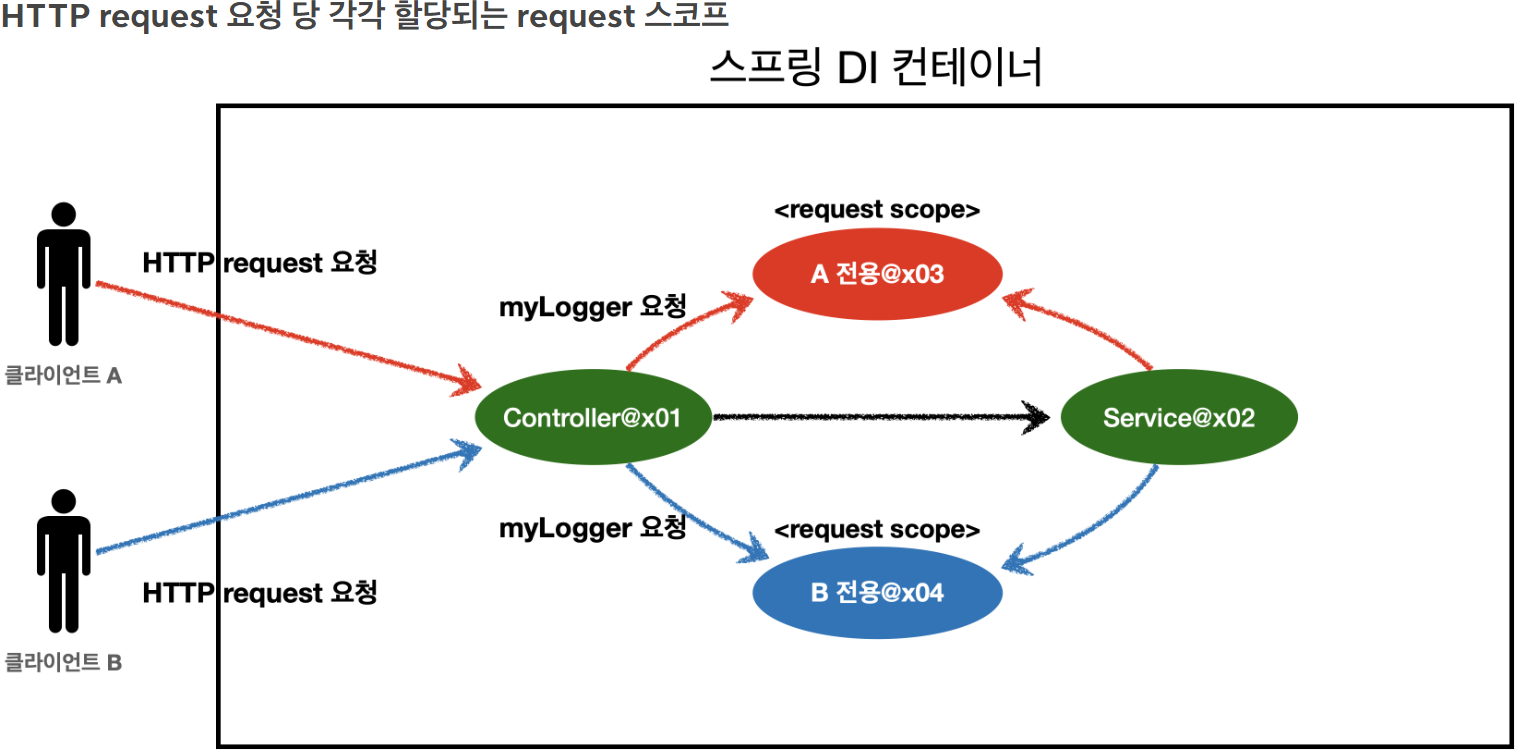 HTTP request 요청 당 각각 할당되는 request 스코프
스프링 DI 컨테이너
<request scope>
HTTP request 요청
A 전용@x03
myLogger 요청
클라이언트 A
Controller@x01
Service@x02
myLogger 요청
<request scope>
HTTP request 요청
B 전용@x04
클라이언트 B